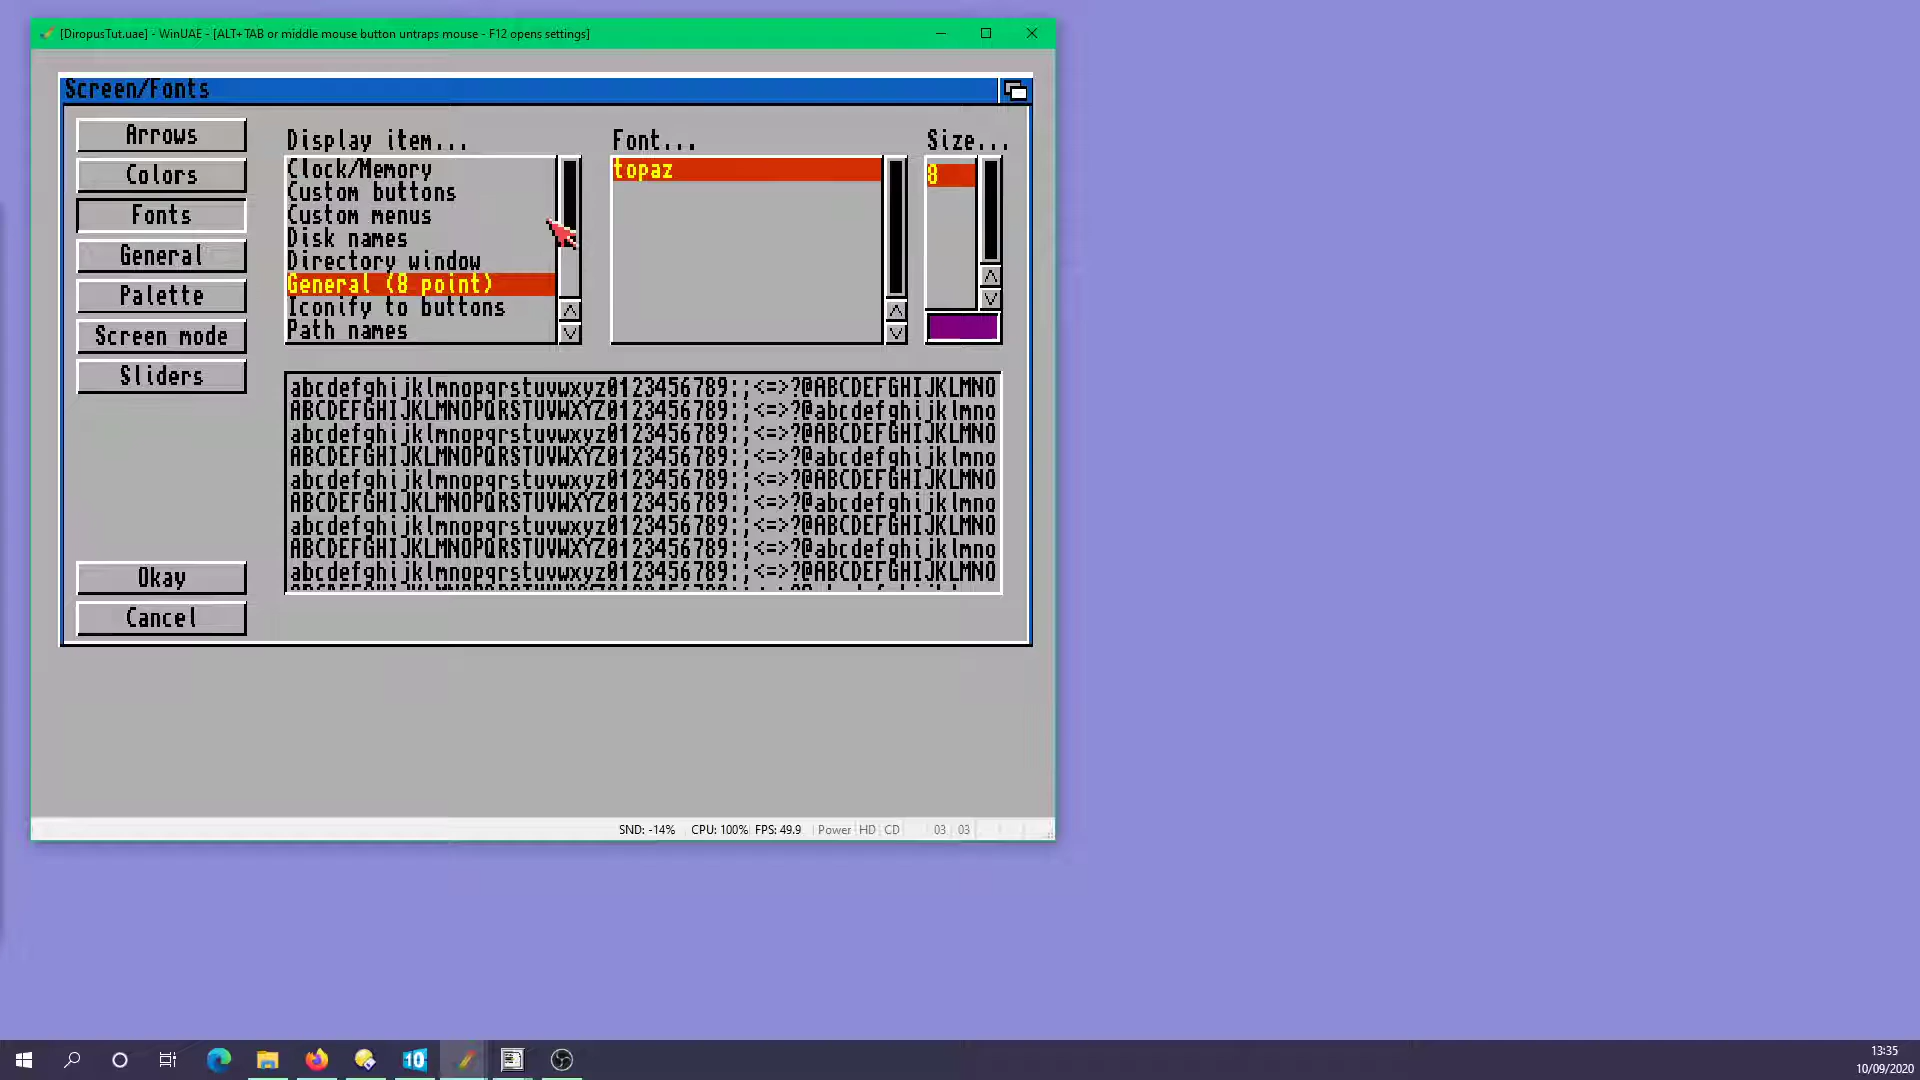 [DiropusTut.uae] - WinUAE - [ALT+TAB or middle mouse button untraps mouse - F12 opens settings]
Screen/Fonts
Arrows
Colors
Fonts
General
Palette
Screen mode
Sliders
Okay
Cancel
Display item...
Clock/Memory
Custom buttons
Custom menus
Disk names
Directory window
General (8 point)
Iconify to buttons
Path names
Font...
topaz
Size...
8
abcdefghijklmnopqrstuvwxyz0123456789:;<=>?@ABCDEFGHIJKLMNO
ABCDEFGHIJKLMNOPQRSTUVWXYZ0123456789:;<=>?@abcdefghijklmno
abcdefghijklmnopqrstuvwxyz0123456789:;<=>?@ABCDEFGHIJKLMNO
ABCDEFGHIJKLMNOPQRSTUVWXYZ0123456789:;<=>?@abcdefghijklmno
abcdefghijklmnopqrstuvwxyz0123456789:;<=>?@ABCDEFGHIJKLMNO
ABCDEFGHIJKLMNOPQRSTUVWXYZ0123456789:;<=>?@abcdefghijklmno
abcdefghijklmnopqrstuvwxyz0123456789:;<=>?@ABCDEFGHIJKLMNO
ABCDEFGHIJKLMNOPQRSTUVWXYZ0123456789:;<=>?@abcdefghijklmno
abcdefghijklmnopqrstuvwxyz0123456789:;<=>?@ABCDEFGHIJKLMNO
SND: -14% CPU: 100% FPS: 49.9 Power HD CD 03 03
10
13:35
10/09/2020